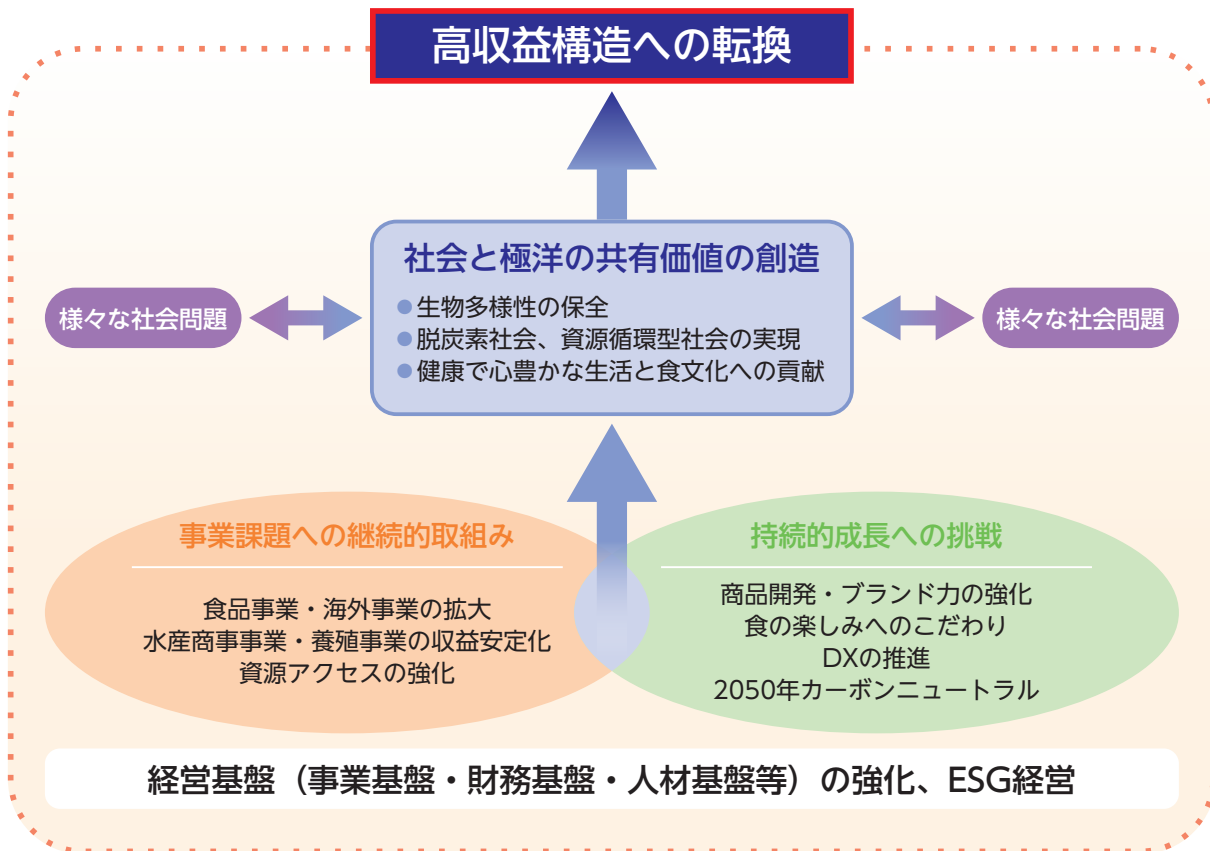 高収益構造への転換
社会と極洋の共有価値の創造
●生物多様性の保全
●脱炭素社会、資源循環型社会の実現
●健康で心豊かな生活と食文化への貢献
様々な社会問題
様々な社会問題
事業課題への継続的取組み
食品事業・海外事業の拡大
水産商事事業・養殖事業の収益安定化
資源アクセスの強化
持続的成長への挑戦
商品開発・ブランド力の強化
食の楽しみへのこだわり
DXの推進
2050年カーボンニュートラル
経営基盤（事業基盤・財務基盤・人材基盤等）の強化、ESG経営